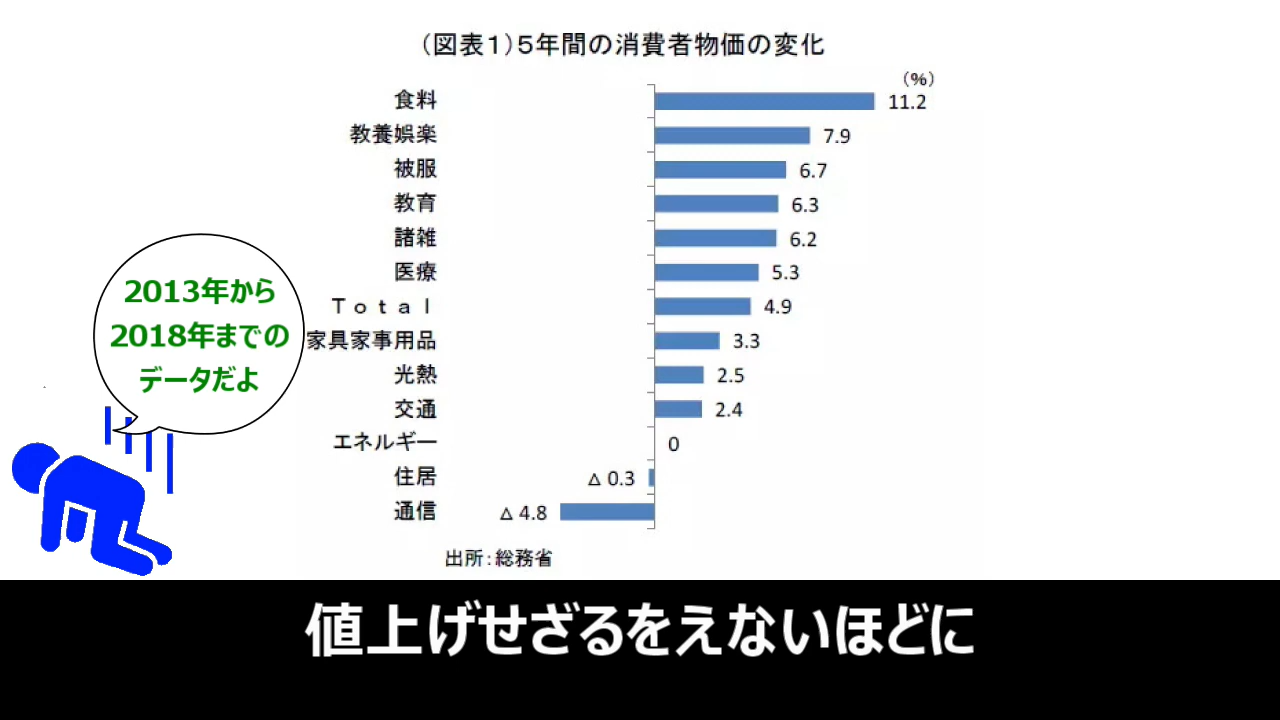 （図表１）５年間の消費者物価の変化
（%）
食料 11.2
教養娯楽 7.9
被服 6.7
教育 6.3
諸雑 6.2
医療 5.3
Ｔｏｔａｌ 4.9
家具家事用品 3.3
光熱 2.5
交通 2.4
エネルギー 0
住居 △ 0.3
通信 △ 4.8
出所：総務省
2013年から
2018年までの
データだよ
値上げせざるをえないほどに